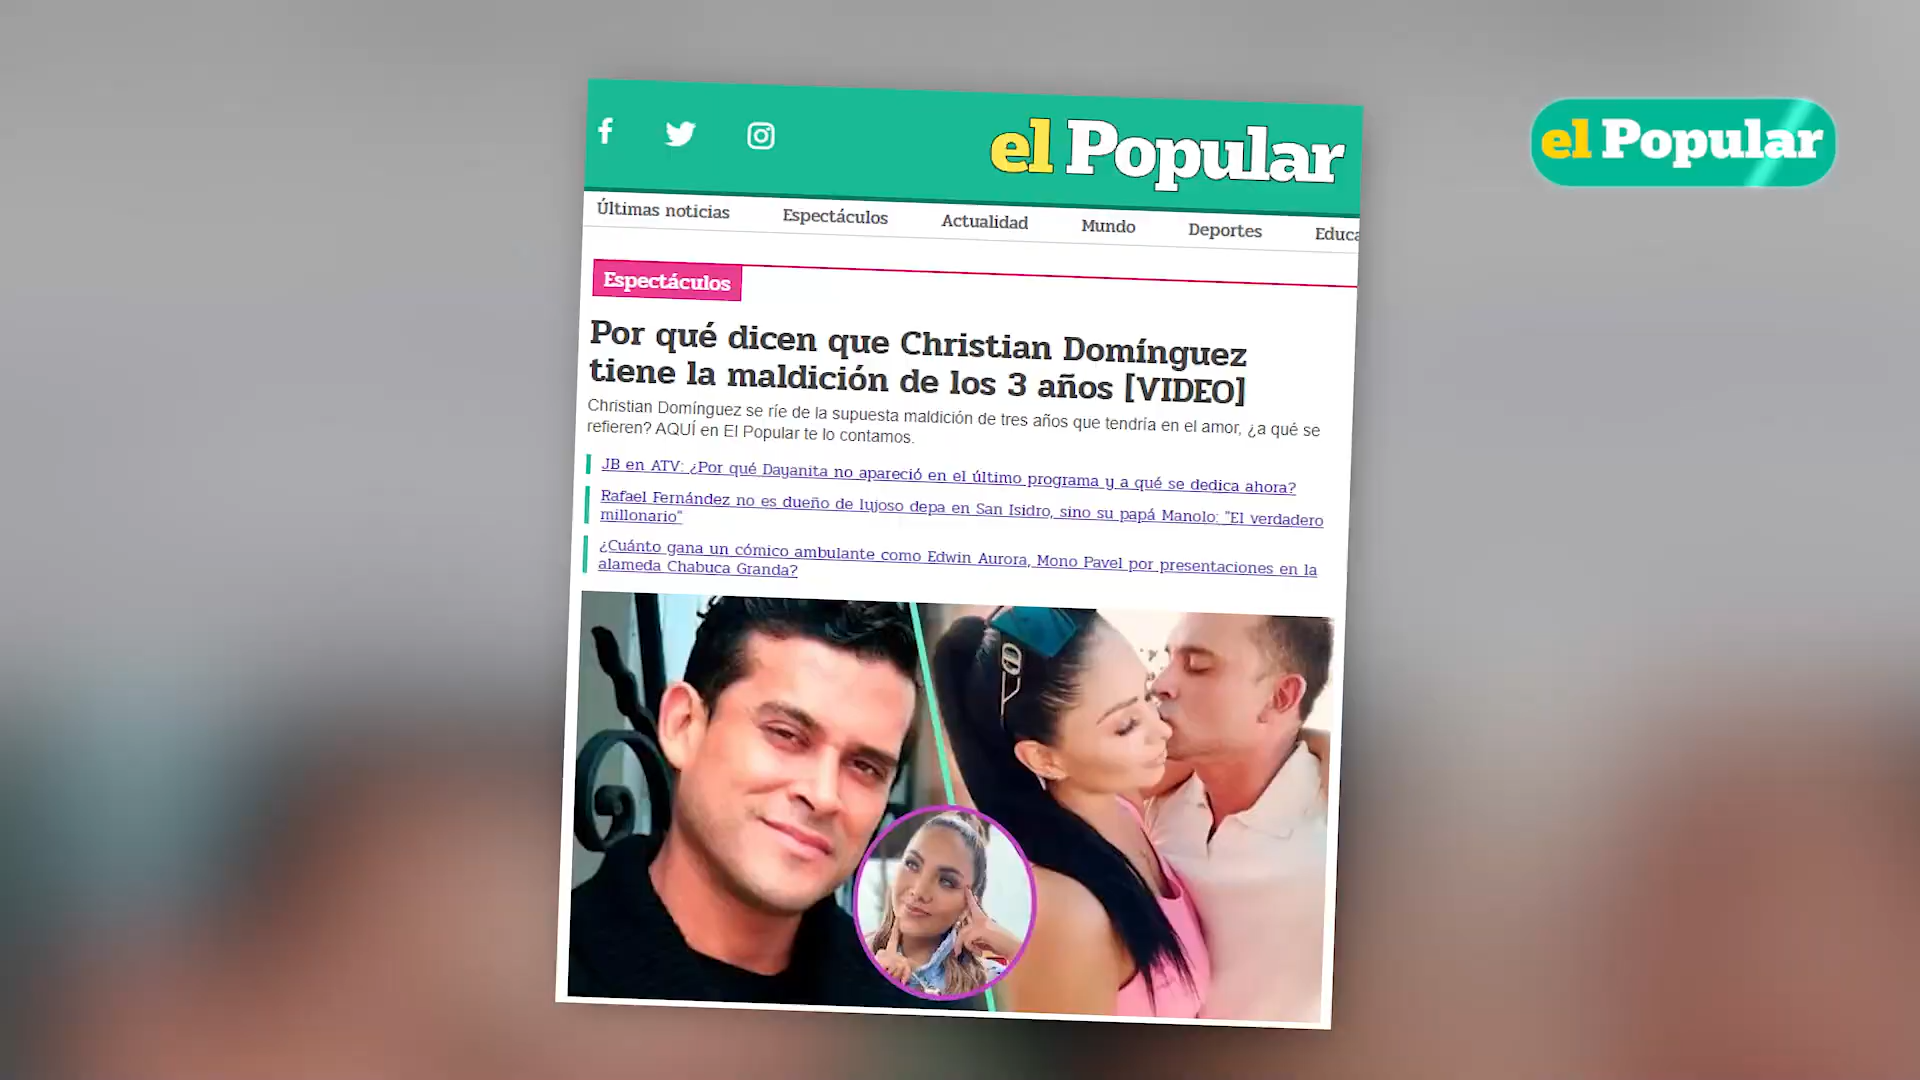 el Popular
el Popular
Últimas noticias Espectáculos Actualidad Mundo Deportes Educa
Espectáculos
Por qué dicen que Christian Domínguez
tiene la maldición de los 3 años [VIDEO]
Christian Domínguez se ríe de la supuesta maldición de tres años que tendría en el amor, ¿a qué se
refieren? AQUÍ en El Popular te lo contamos.
JB en ATV: ¿Por qué Dayanita no apareció en el último programa y a qué se dedica ahora?
Rafael Fernández no es dueño de lujoso depa en San Isidro, sino su papá Manolo: "El verdadero
millonario"
¿Cuánto gana un cómico ambulante como Edwin Aurora, Mono Pavel por presentaciones en la
alameda Chabuca Granda?